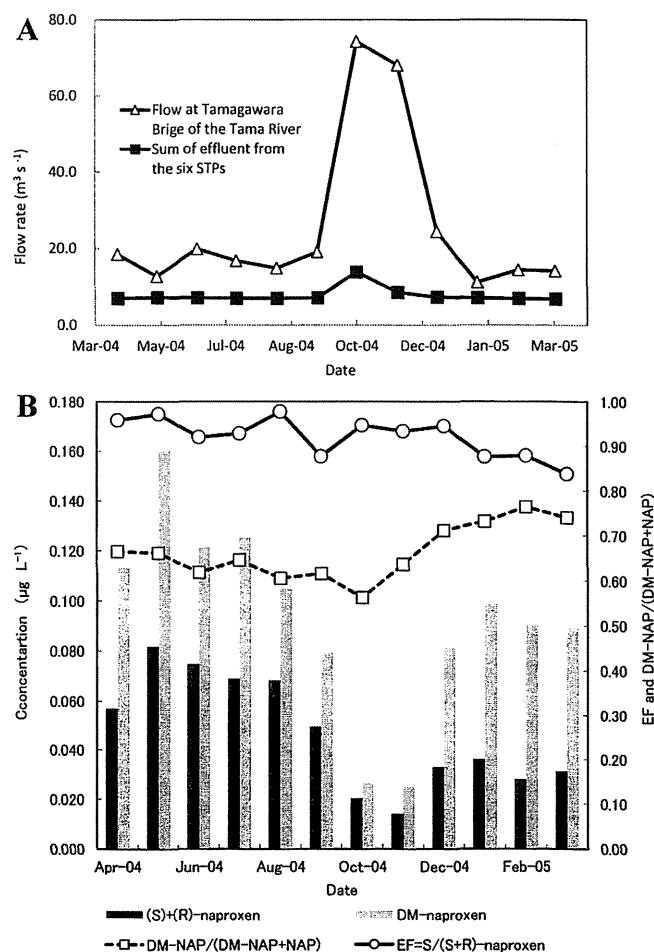 A
80.0
60.0
40.0
20.0
0.0
Flow rate (m³ s⁻¹)
Flow at Tamagawara
Brige of the Tama River
Sum of effluent from
the six STPs
Mar-04 May-04 Jul-04 Aug-04 Oct-04 Dec-04 Jan-05 Mar-05
Date
B
0.180
0.160
0.140
0.120
0.100
0.080
0.060
0.040
0.020
0.000
Cconcentartion (µg L⁻¹)
1.00
0.90
0.80
0.70
0.60
0.50
0.40
0.30
0.20
0.10
0.00
EF and DM-NAP/(DM-NAP+NAP)
Apr-04 Jun-04 Aug-04 Oct-04 Dec-04 Feb-05
Date
(S)+(R)-naproxen DM-naproxen
DM-NAP/(DM-NAP+NAP) EF=S/(S+R)-naproxen